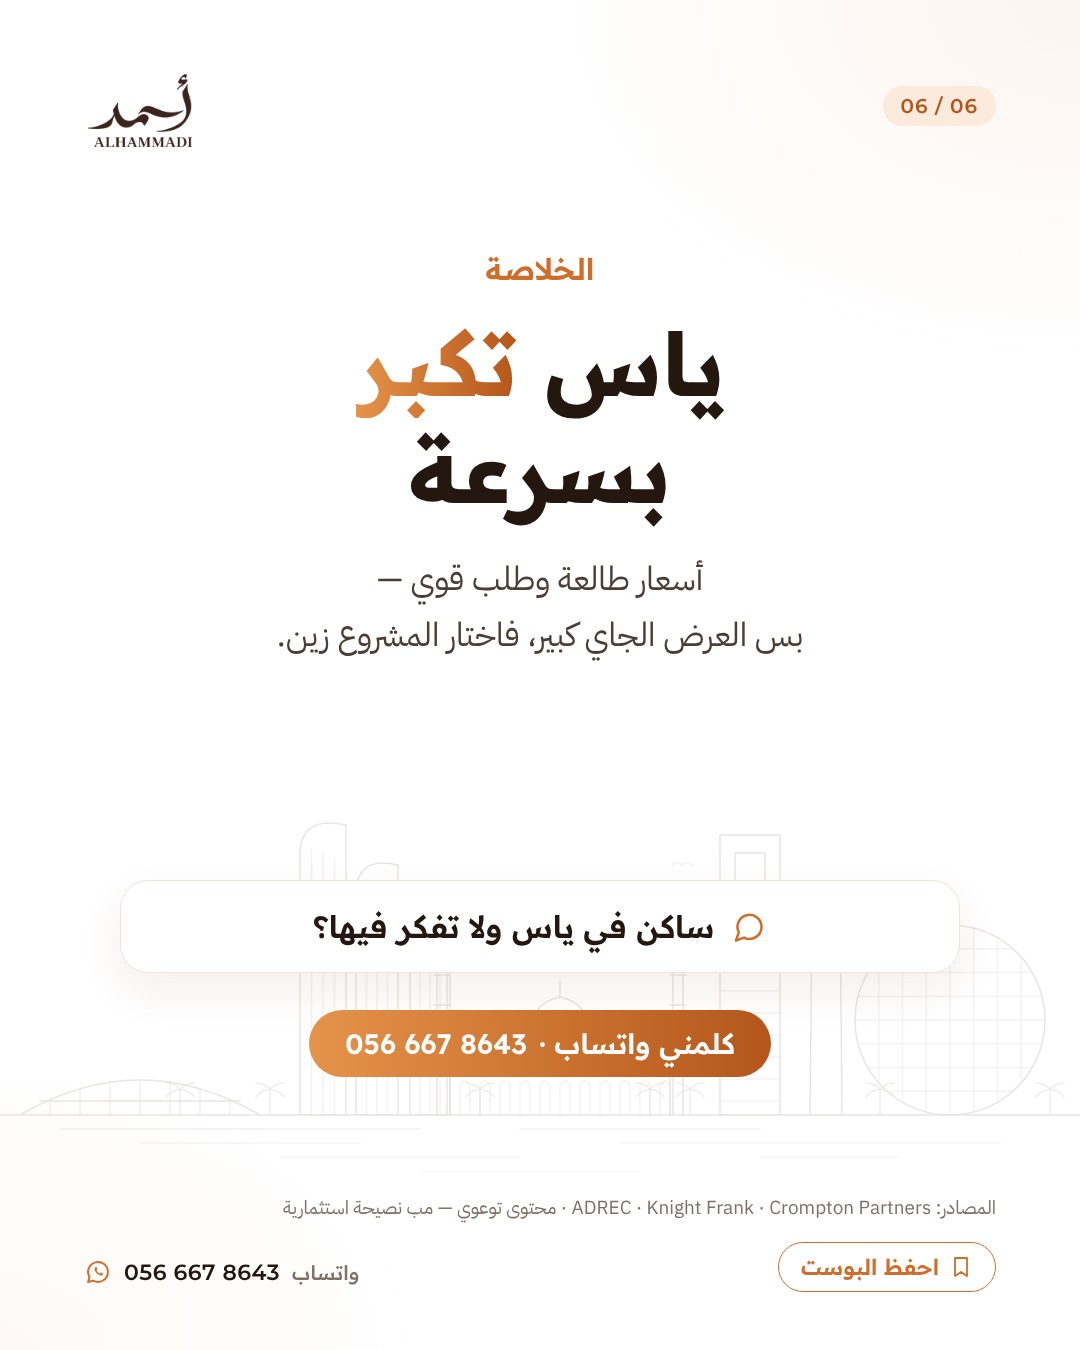 أحمد
ALHAMMADI
06 / 06
الخلاصة
ياس تكبر
بسرعة
أسعار طالعة وطلب قوي —
بس العرض الجاي كبير، فاختار المشروع زين.
ساكن في ياس ولا تفكر فيها؟
كلمني واتساب · 056 667 8643
المصادر: ADREC · Knight Frank · Crompton Partners · محتوى توعوي — مب نصيحة استثمارية
احفظ البوست
واتساب 056 667 8643